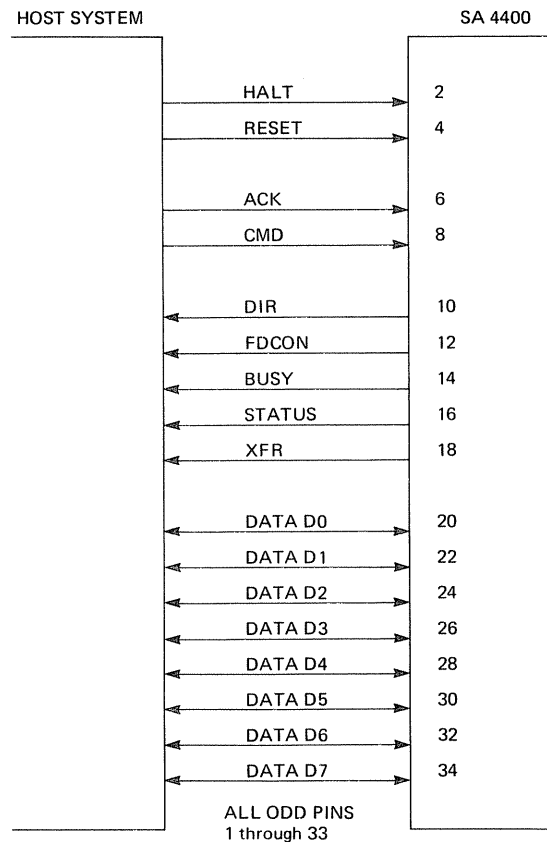 HOST SYSTEM SA 4400
HALT 2
RESET 4
ACK 6
CMD 8
DIR 10
FDCON 12
BUSY 14
STATUS 16
XFR 18
DATA D0 20
DATA D1 22
DATA D2 24
DATA D3 26
DATA D4 28
DATA D5 30
DATA D6 32
DATA D7 34
ALL ODD PINS
1 through 33